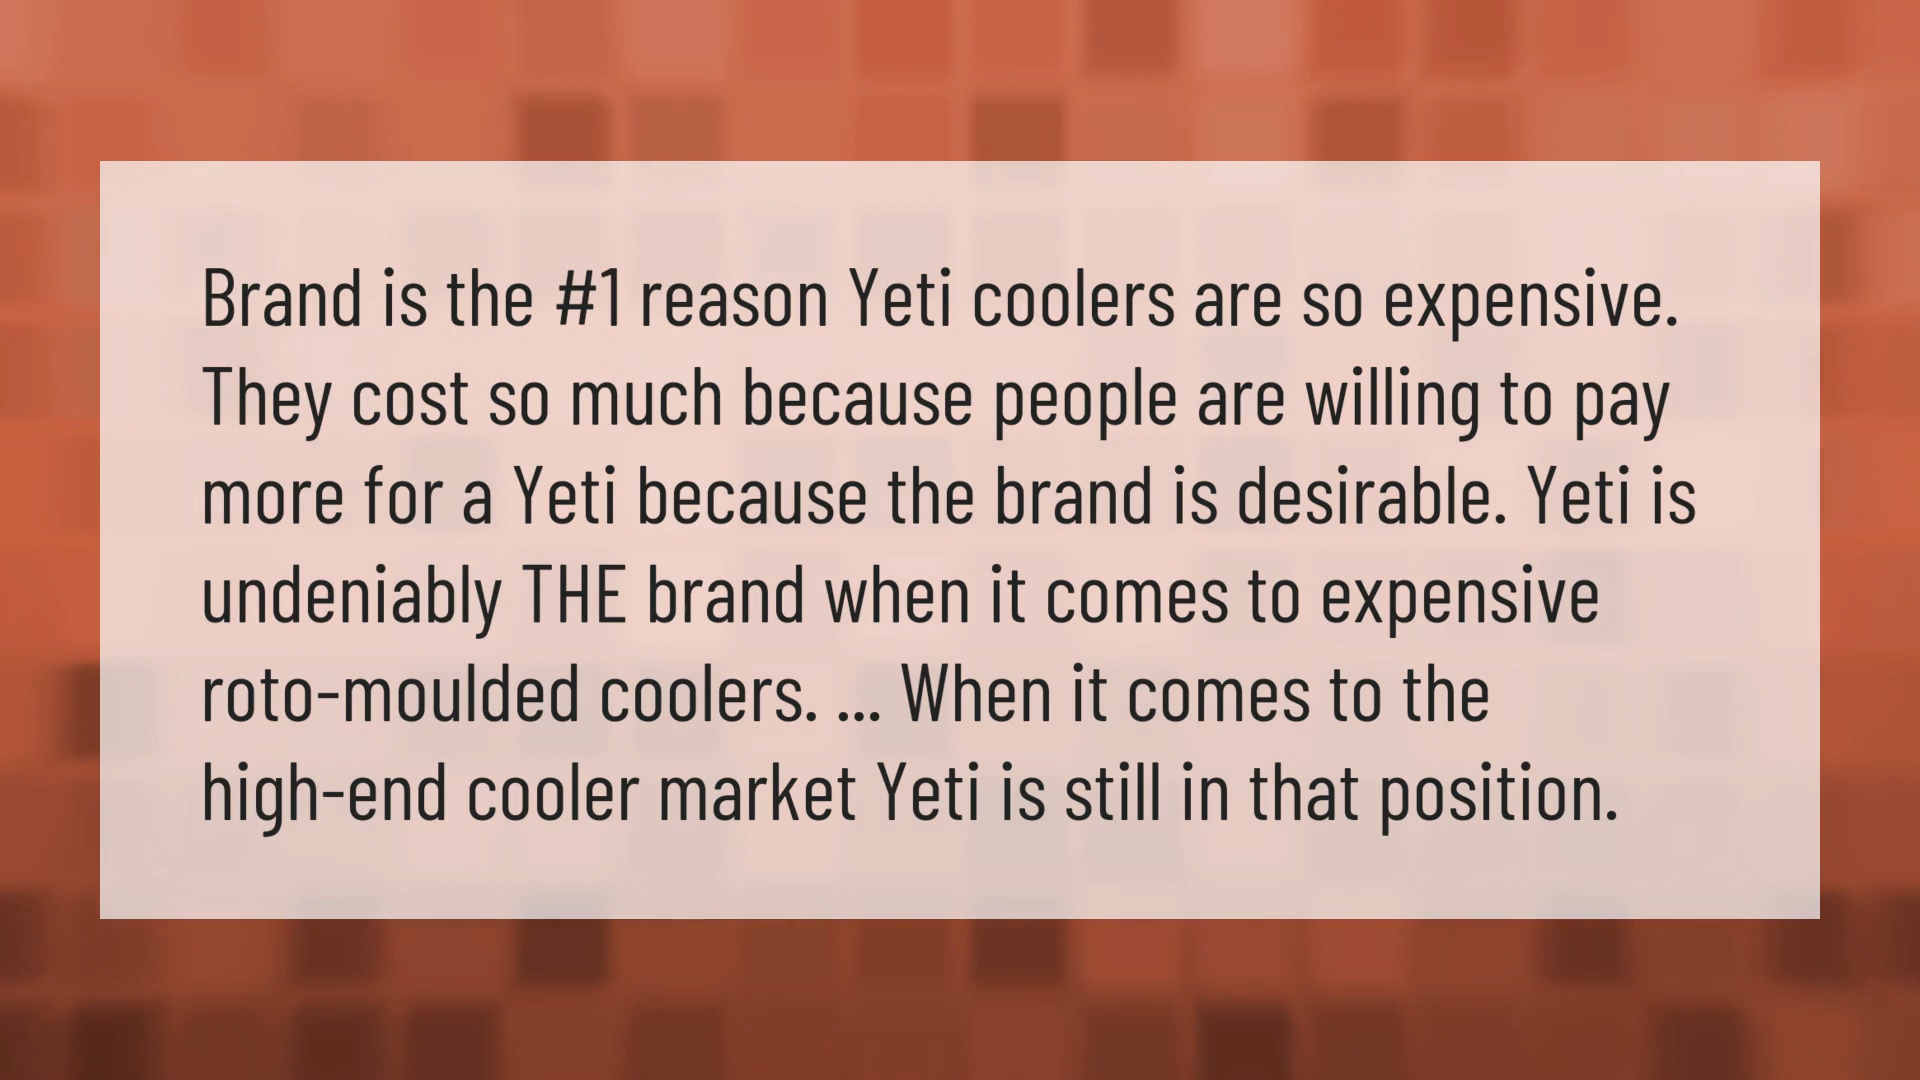 Brand is the #1 reason Yeti coolers are so expensive.
They cost so much because people are willing to pay
more for a Yeti because the brand is desirable. Yeti is
undeniably THE brand when it comes to expensive
roto-moulded coolers. ... When it comes to the
high-end cooler market Yeti is still in that position.